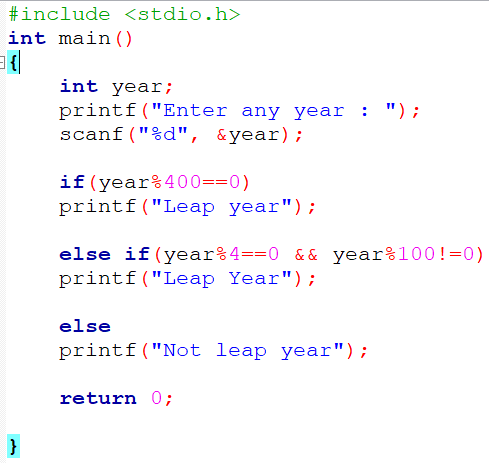 #include <stdio.h>
int main()
{
int year;
printf("Enter any year : ");
scanf("%d", &year);
if(year%400==0)
printf("Leap year");
else if(year%4==0 && year%100!=0)
printf("Leap Year");
else
printf("Not leap year");
return 0;
}